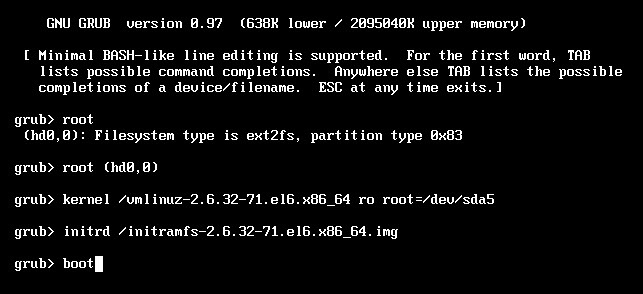 GNU GRUB  version 0.97  (638K lower / 2095040K upper memory)
[ Minimal BASH-like line editing is supported.  For the first word, TAB
lists possible command completions.  Anywhere else TAB lists the possible
completions of a device/filename.  ESC at any time exits.]
grub> root
(hd0,0): Filesystem type is ext2fs, partition type 0x83
grub> root (hd0,0)
grub> kernel /vmlinuz-2.6.32-71.el6.x86_64 ro root=/dev/sda5
grub> initrd /initramfs-2.6.32-71.el6.x86_64.img
grub> boot